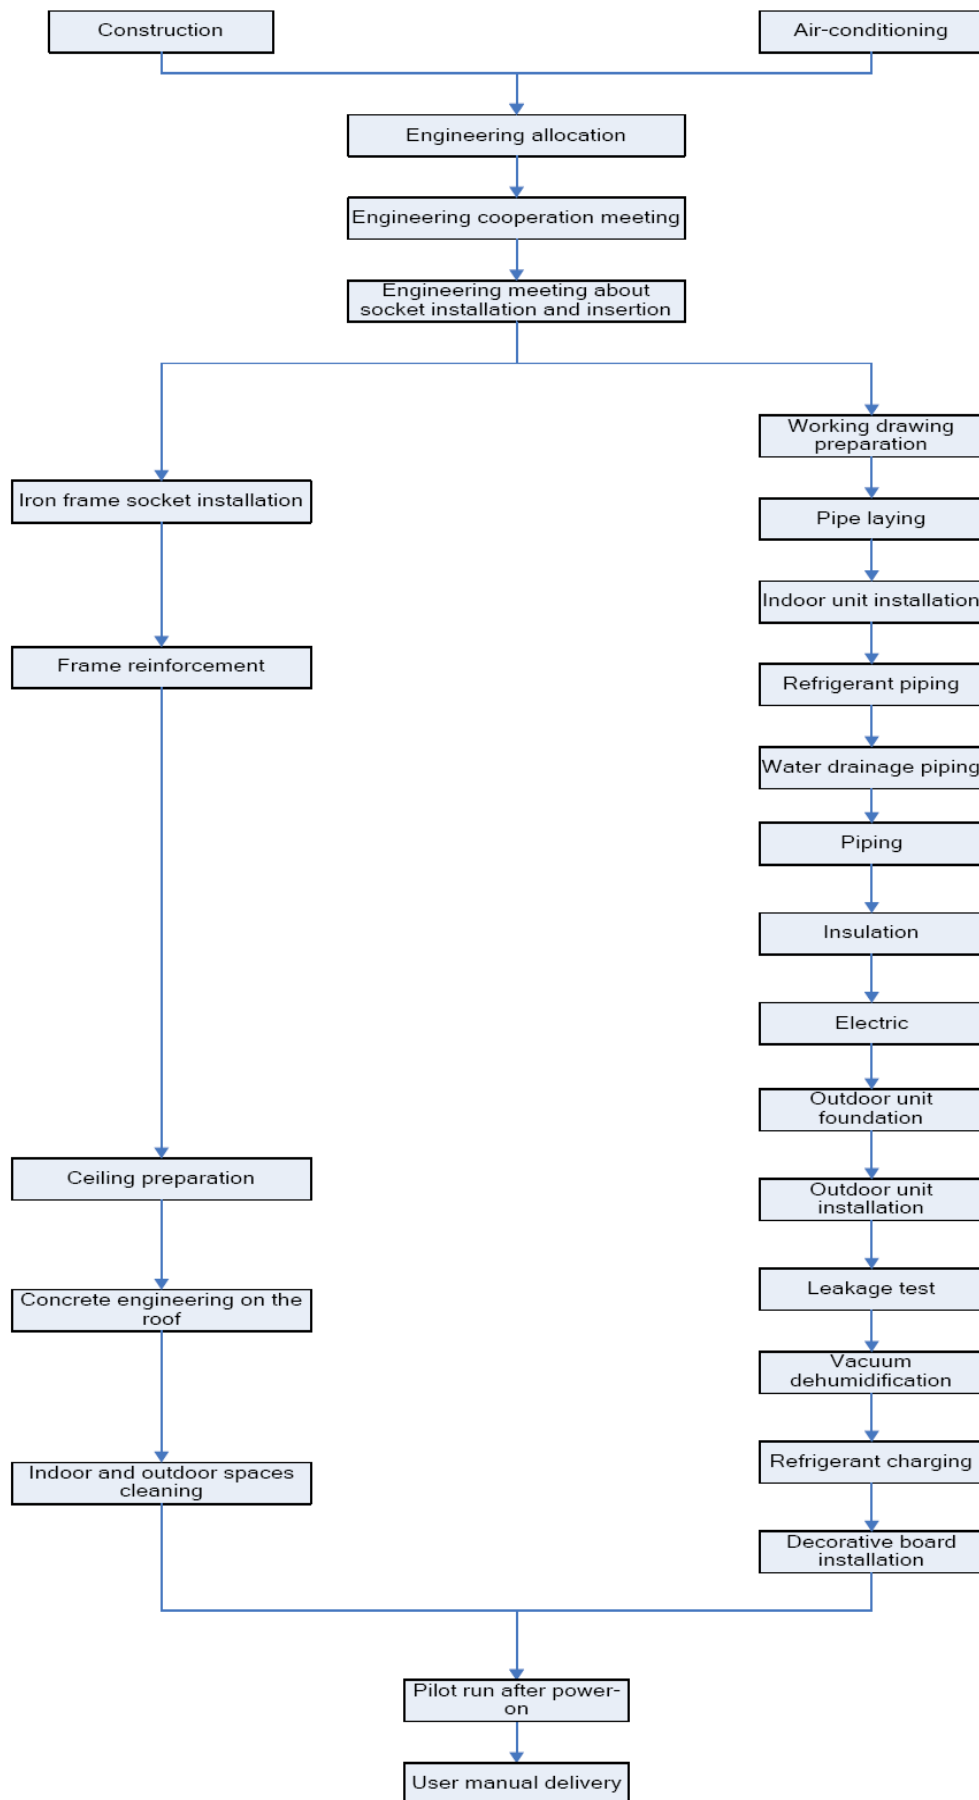 Construction
Air-conditioning
Engineering allocation
Engineering cooperation meeting
Engineering meeting about
socket installation and insertion
Working drawing
preparation
Iron frame socket installation
Pipe laying
Indoor unit installation
Frame reinforcement
Refrigerant piping
Water drainage piping
Piping
Insulation
Electric
Outdoor unit
foundation
Ceiling preparation
Outdoor unit
installation
Concrete engineering on the
roof
Leakage test
Vacuum
dehumidification
Indoor and outdoor spaces
cleaning
Refrigerant charging
Decorative board
installation
Pilot run after power-
on
User manual delivery